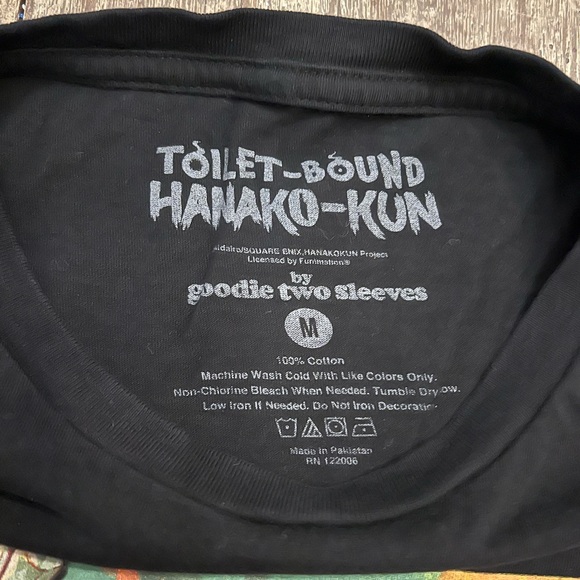 TOILET-BOUND
HANAKO-KUN
idairo/SQUARE ENIX,HANAKOKUN Project
Licensed by Funimation®
by
goodie two sleeves
M
100% Cotton
Machine Wash Cold With Like Colors Only.
Non-Chlorine Bleach When Needed. Tumble Dry Low.
Low Iron If Needed. Do Not Iron Decoration
Made in Pakistan
RN 122006